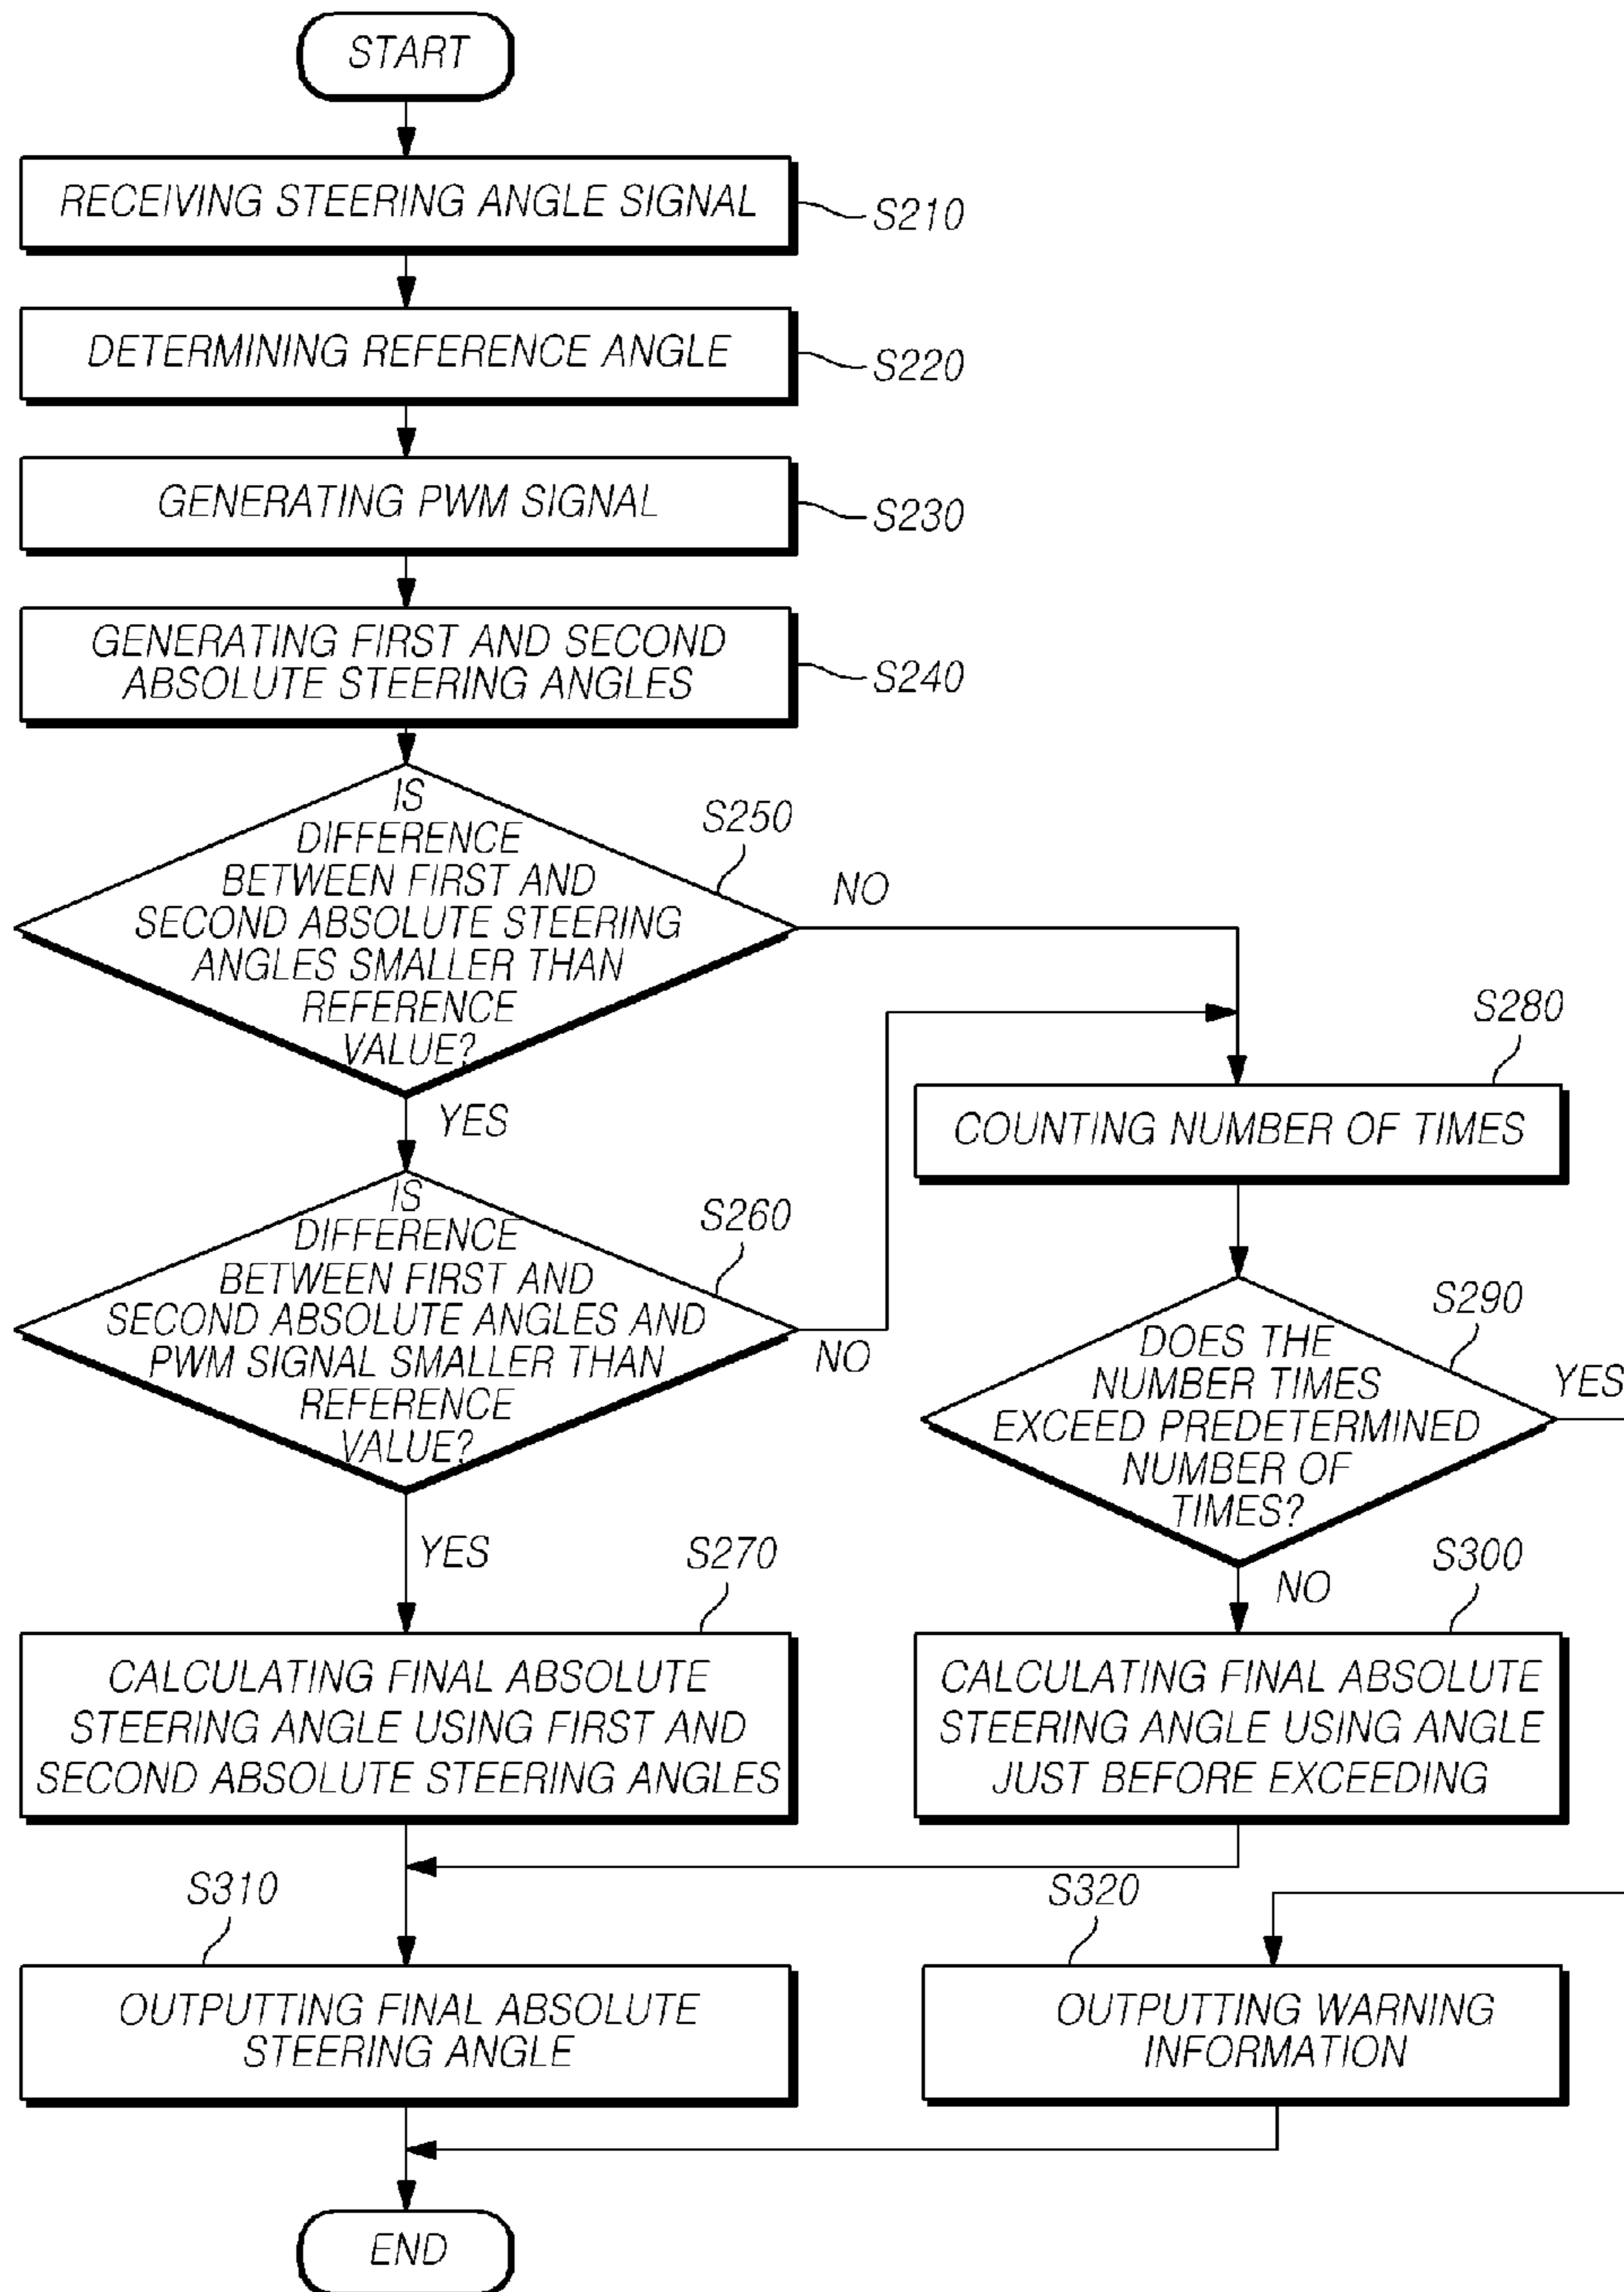 START
RECEIVING STEERING ANGLE SIGNAL
S210
DETERMINING REFERENCE ANGLE
S220
GENERATING PWM SIGNAL
S230
GENERATING FIRST AND SECOND
ABSOLUTE STEERING ANGLES
S240
IS
DIFFERENCE
BETWEEN FIRST AND
SECOND ABSOLUTE STEERING
ANGLES SMALLER THAN
REFERENCE
VALUE?
S250
NO
YES
IS
DIFFERENCE
BETWEEN FIRST AND
SECOND ABSOLUTE ANGLES AND
PWM SIGNAL SMALLER THAN
REFERENCE
VALUE?
S260
NO
YES
S270
CALCULATING FINAL ABSOLUTE
STEERING ANGLE USING FIRST AND
SECOND ABSOLUTE STEERING ANGLES
S280
COUNTING NUMBER OF TIMES
S290
DOES THE
NUMBER TIMES
EXCEED PREDETERMINED
NUMBER OF
TIMES?
YES
NO
S300
CALCULATING FINAL ABSOLUTE
STEERING ANGLE USING ANGLE
JUST BEFORE EXCEEDING
S310
OUTPUTTING FINAL ABSOLUTE
STEERING ANGLE
S320
OUTPUTTING WARNING
INFORMATION
END